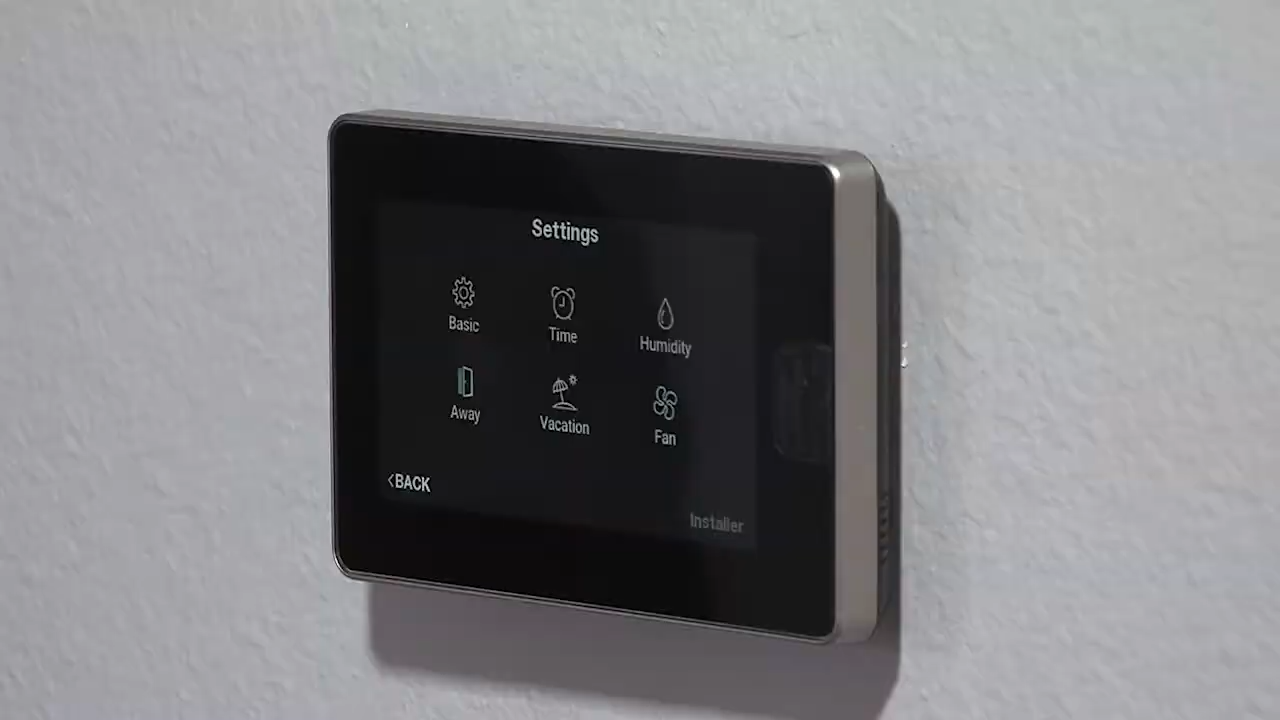 Settings
Basic
Time
Humidity
Away
Vacation
Fan
<BACK
Installer